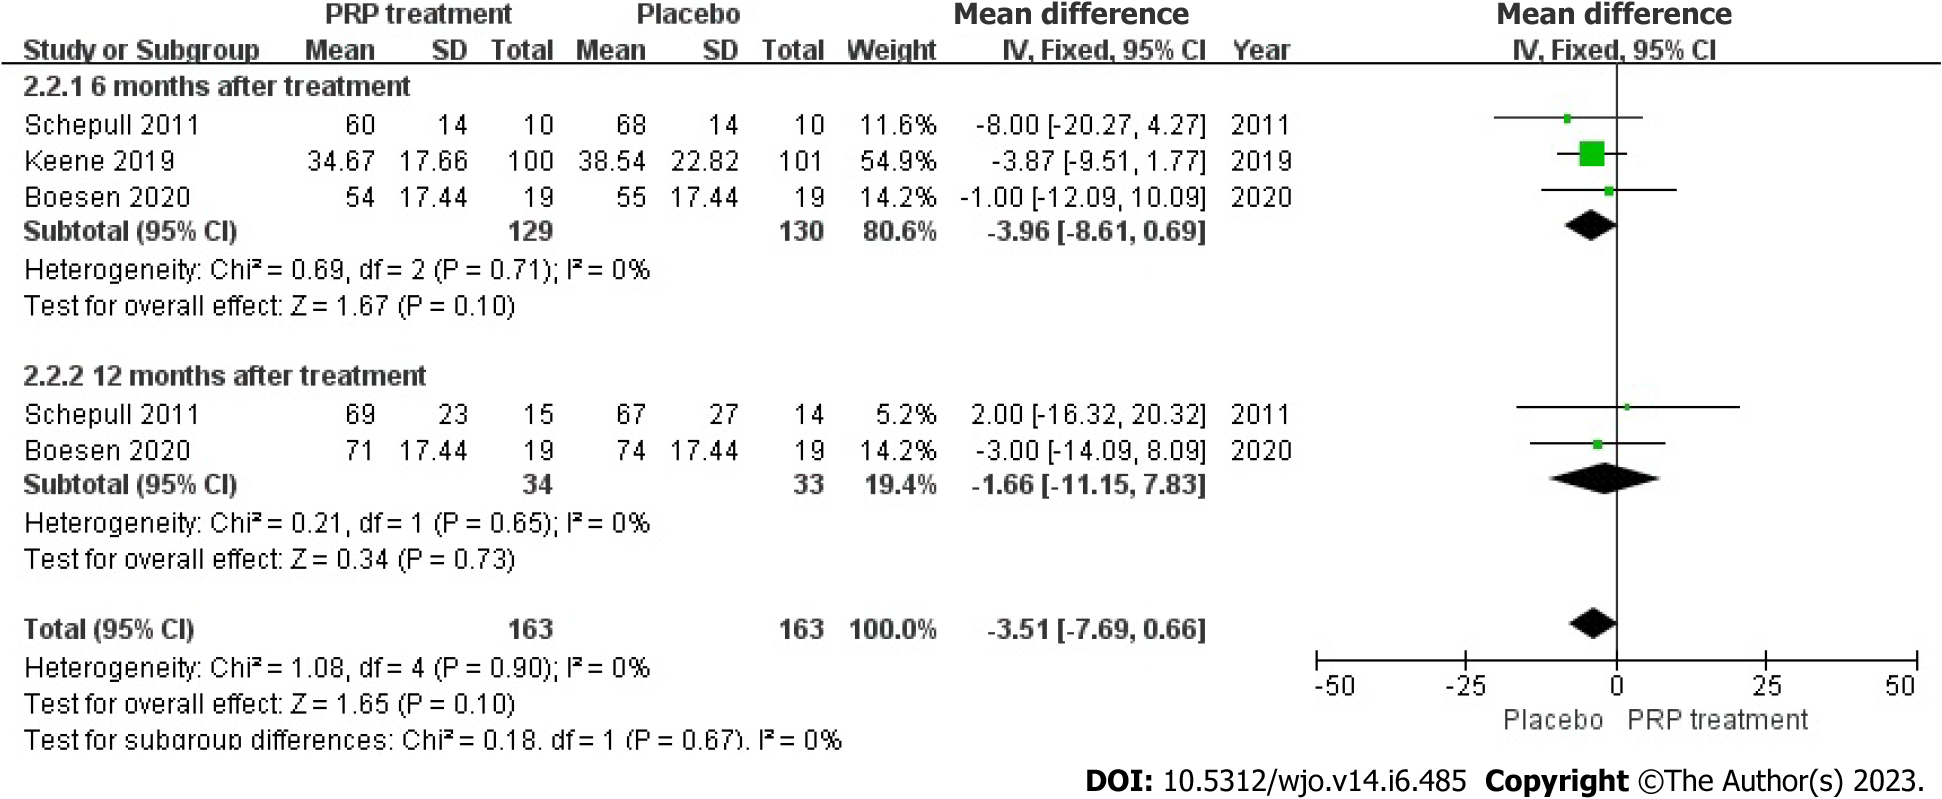 PRP treatment Placebo Mean difference Mean difference
Study or Subgroup Mean SD Total Mean SD Total Weight IV, Fixed, 95% CI Year IV, Fixed, 95% CI
2.2.1 6 months after treatment
Schepull 2011 60 14 10 68 14 10 11.6% -8.00 [-20.27, 4.27] 2011
Keene 2019 34.67 17.66 100 38.54 22.82 101 54.9% -3.87 [-9.51, 1.77] 2019
Boesen 2020 54 17.44 19 55 17.44 19 14.2% -1.00 [-12.09, 10.09] 2020
Subtotal (95% CI) 129 130 80.6% -3.96 [-8.61, 0.69]
Heterogeneity: Chi² = 0.69, df = 2 (P = 0.71); I² = 0%
Test for overall effect: Z = 1.67 (P = 0.10)
2.2.2 12 months after treatment
Schepull 2011 69 23 15 67 27 14 5.2% 2.00 [-16.32, 20.32] 2011
Boesen 2020 71 17.44 19 74 17.44 19 14.2% -3.00 [-14.09, 8.09] 2020
Subtotal (95% CI) 34 33 19.4% -1.66 [-11.15, 7.83]
Heterogeneity: Chi² = 0.21, df = 1 (P = 0.65); I² = 0%
Test for overall effect: Z = 0.34 (P = 0.73)
Total (95% CI) 163 163 100.0% -3.51 [-7.69, 0.66]
Heterogeneity: Chi² = 1.08, df = 4 (P = 0.90); I² = 0%
Test for overall effect: Z = 1.65 (P = 0.10)
Test for subgroup differences: Chi² = 0.18. df = 1 (P = 0.67). I² = 0%
-50 -25 0 25 50
Placebo PRP treatment
DOI: 10.5312/wjo.v14.i6.485 Copyright ©The Author(s) 2023.